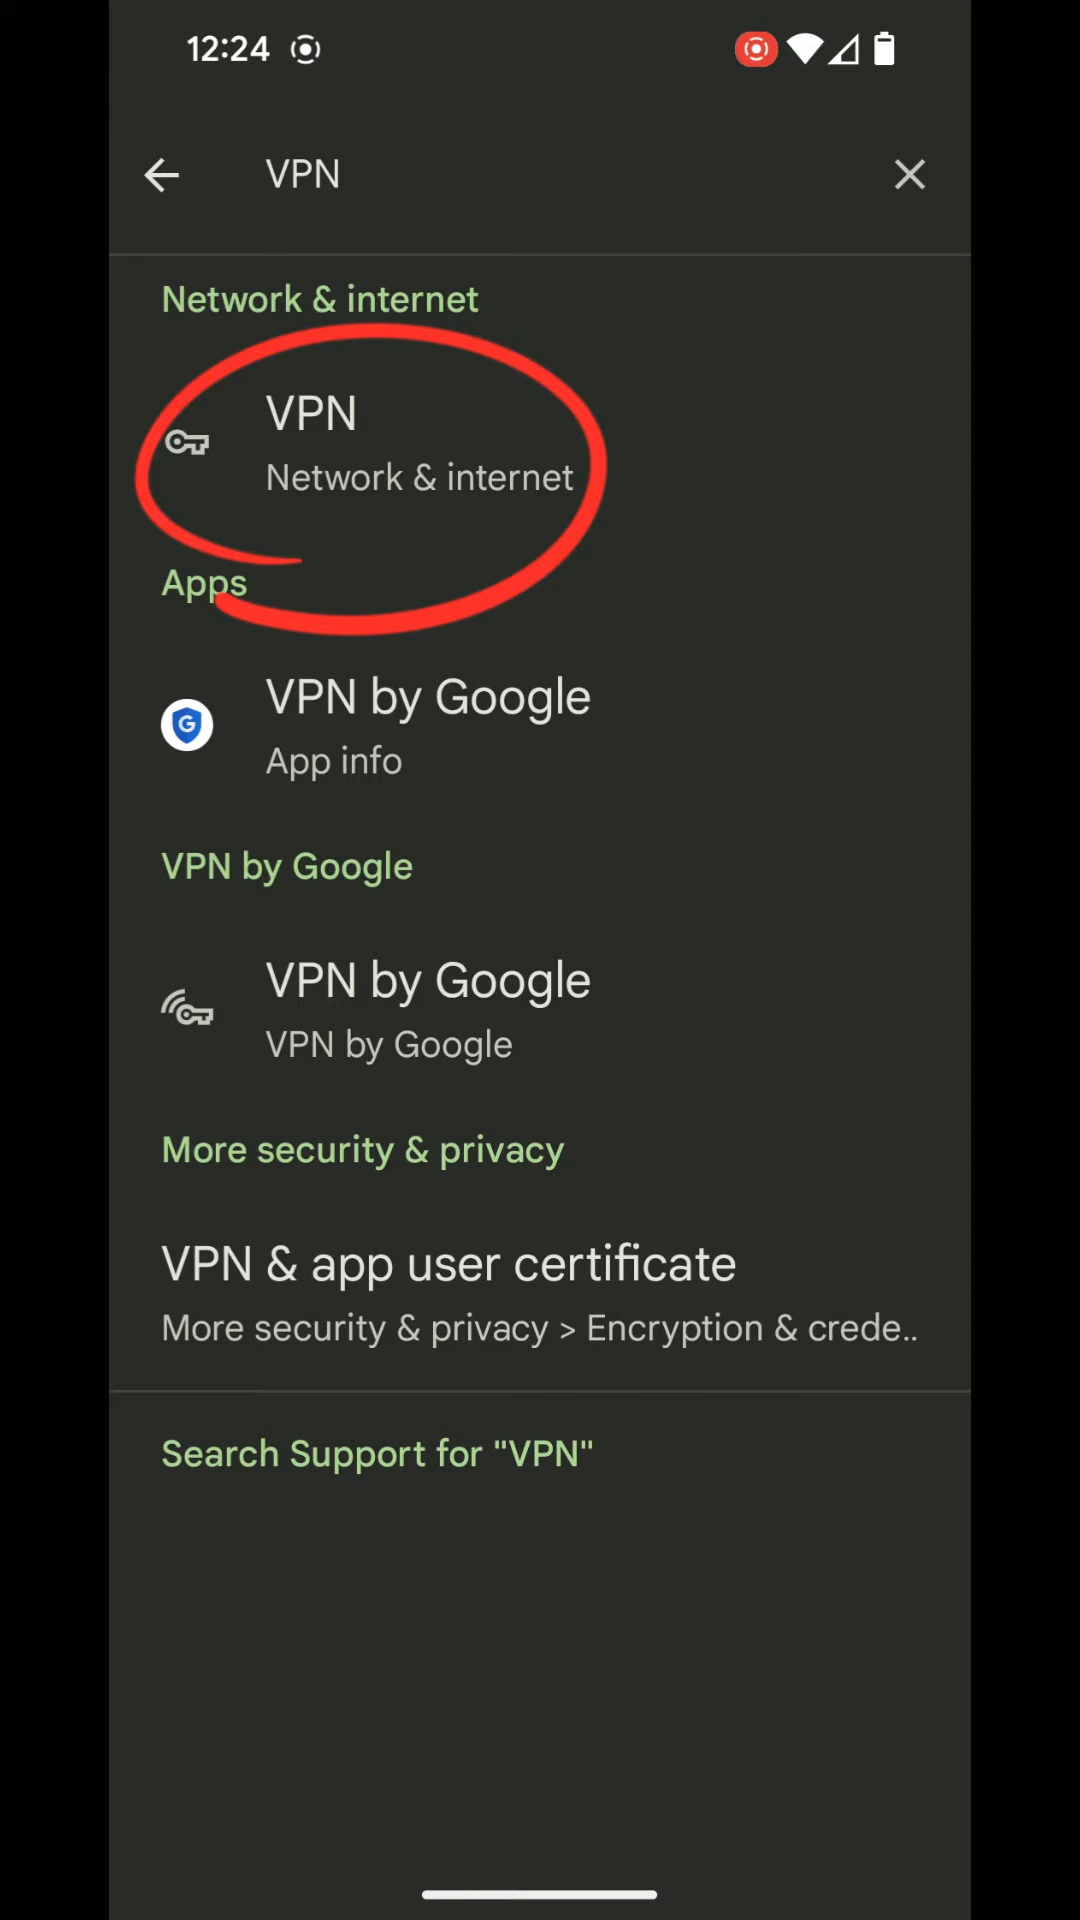 12:24
VPN
Network & internet
VPN
Network & internet
Apps
VPN by Google
App info
VPN by Google
VPN by Google
VPN by Google
More security & privacy
VPN & app user certificate
More security & privacy > Encryption & crede..
Search Support for "VPN"